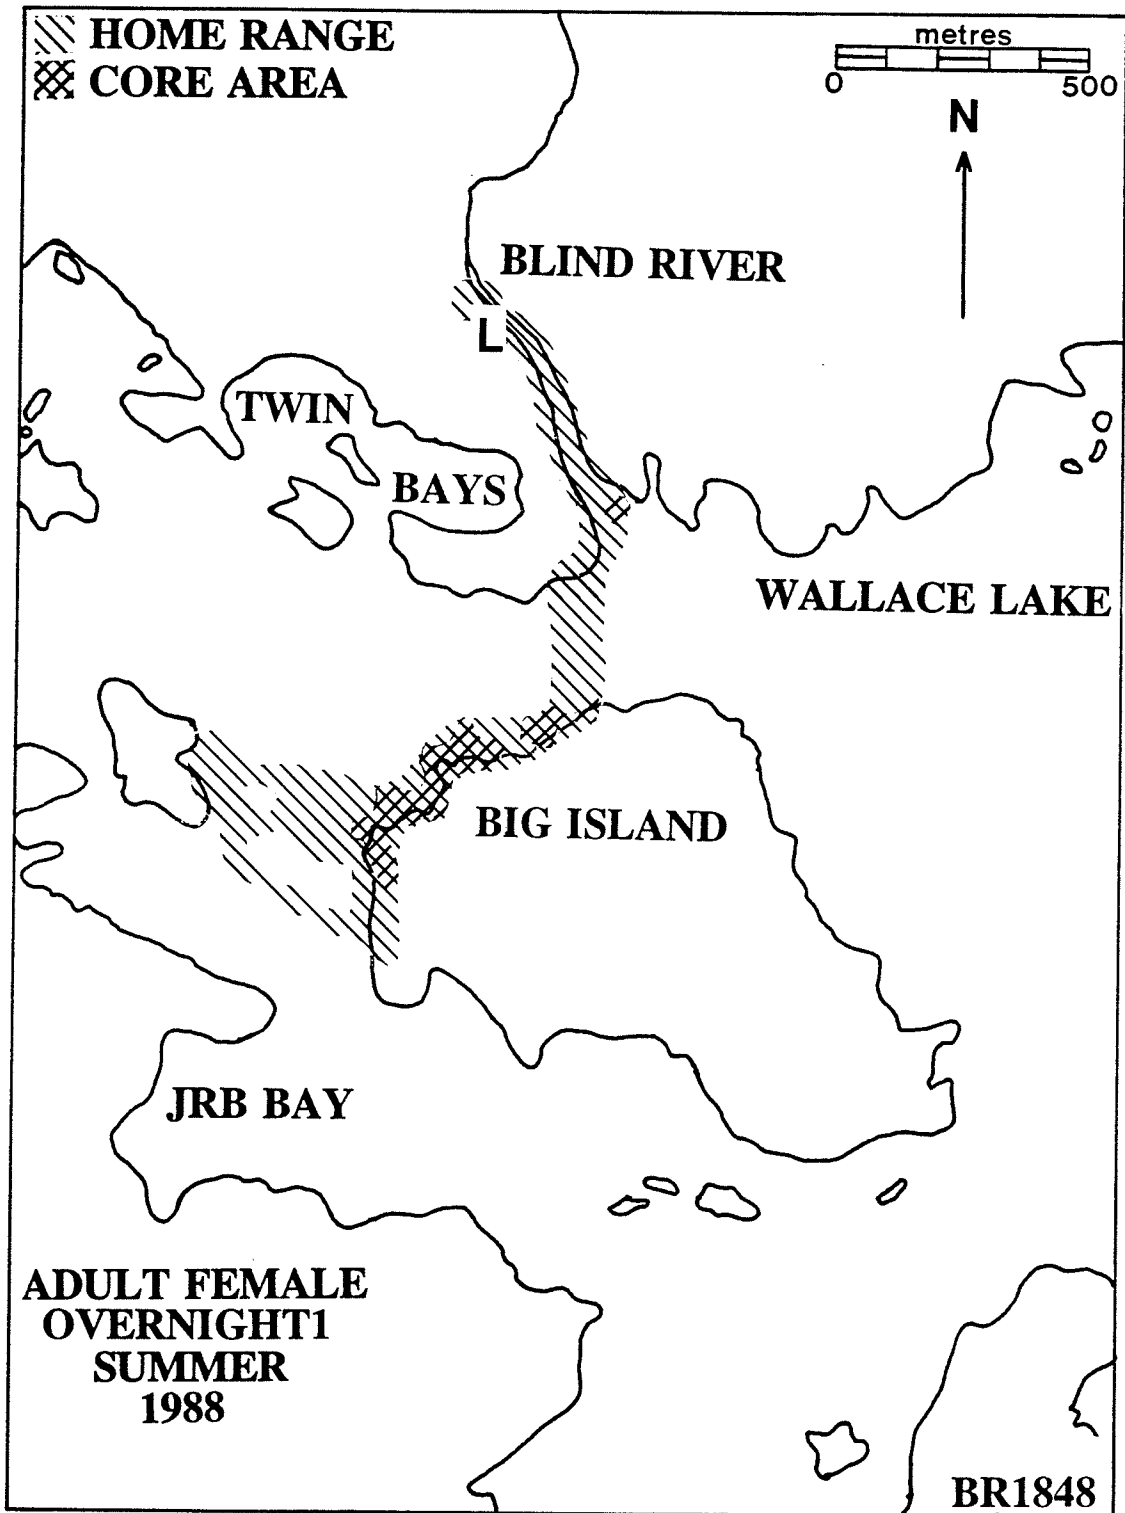 HOME RANGE
CORE AREA
metres
0 500
N
BLIND RIVER
L
TWIN
BAYS
WALLACE LAKE
BIG ISLAND
JRB BAY
ADULT FEMALE
OVERNIGHT1
SUMMER
1988
BR1848